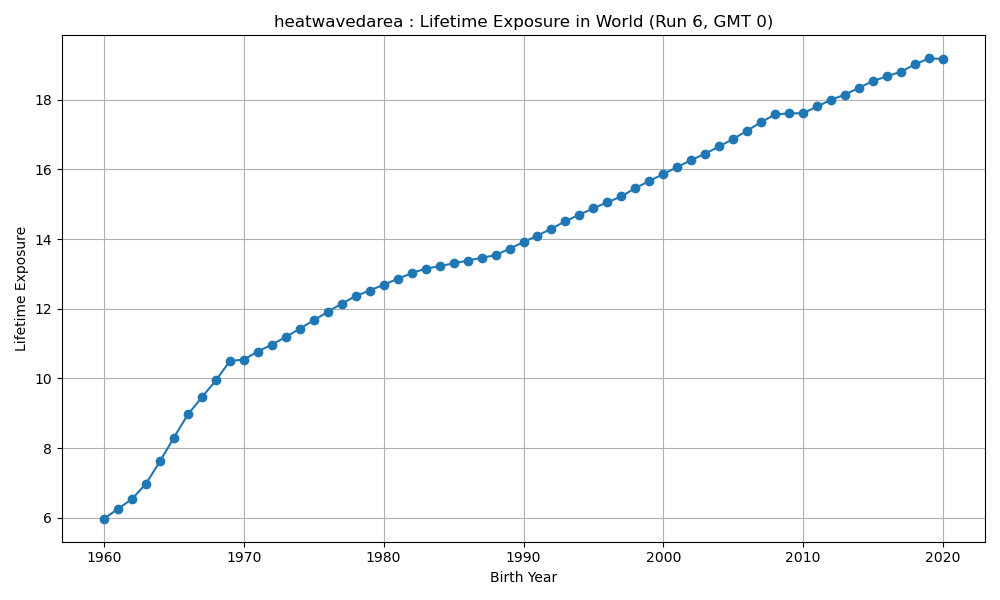 heatwavedarea : Lifetime Exposure in World (Run 6, GMT 0)
Lifetime Exposure
18
16
14
12
10
8
6
1960 1970 1980 1990 2000 2010 2020
Birth Year